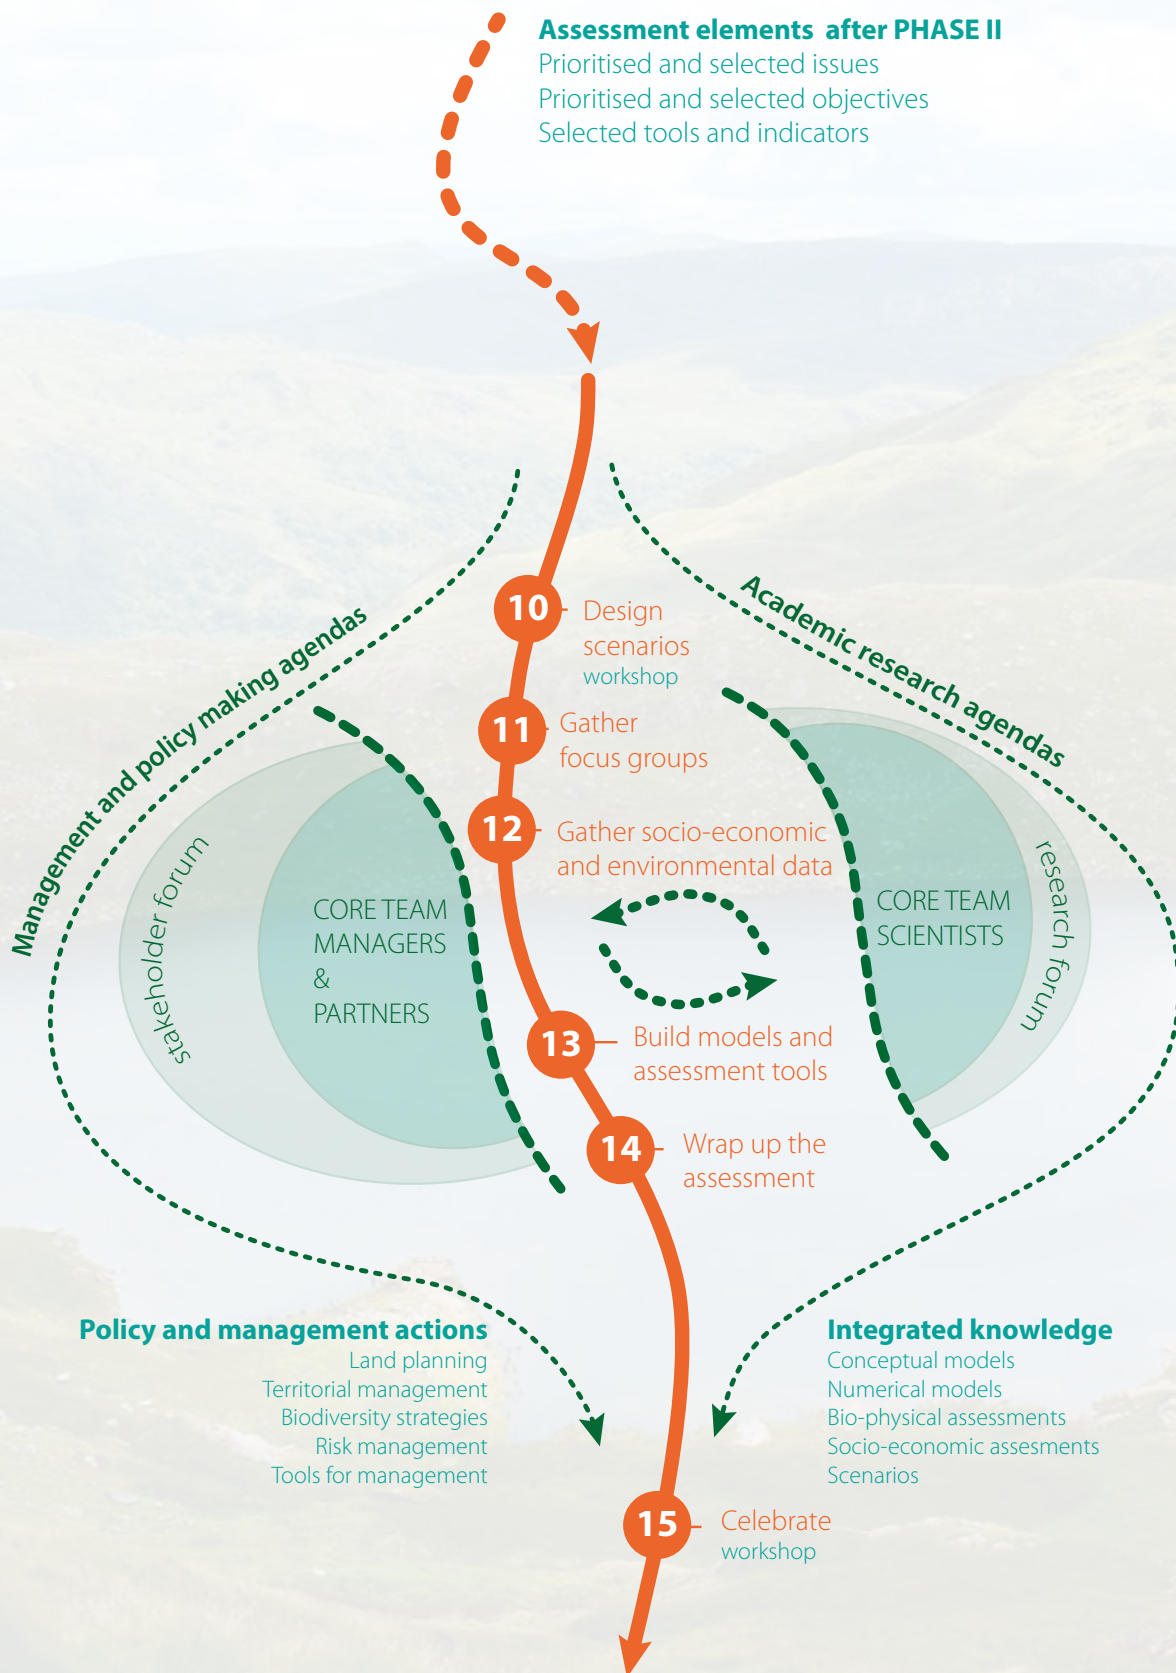 Assessment elements after PHASE II
Prioritised and selected issues
Prioritised and selected objectives
Selected tools and indicators
10
Design
scenarios
workshop
Management and policy making agendas
Academic research agendas
11
Gather
focus groups
12
Gather socio-economic
and environmental data
stakeholder forum
CORE TEAM
MANAGERS
&
PARTNERS
CORE TEAM
SCIENTISTS
research forum
13
Build models and
assessment tools
14
Wrap up the
assessment
Policy and management actions
Land planning
Territorial management
Biodiversity strategies
Risk management
Tools for management
Integrated knowledge
Conceptual models
Numerical models
Bio-physical assessments
Socio-economic assesments
Scenarios
15
Celebrate
workshop